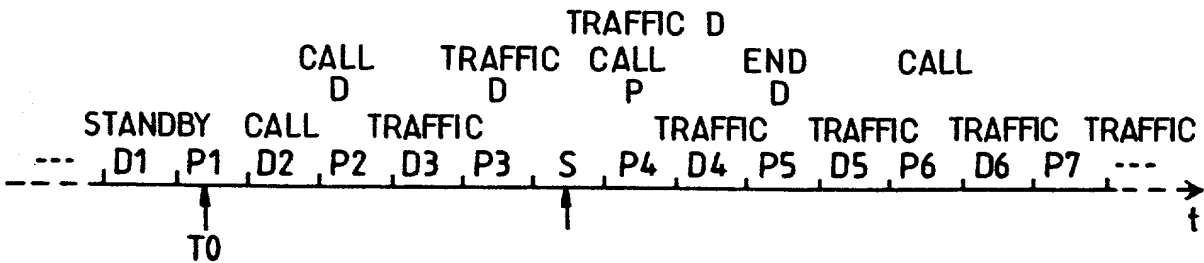 TRAFFIC D
CALL TRAFFIC CALL END CALL
D D P D
STANDBY CALL TRAFFIC TRAFFIC TRAFFIC TRAFFIC TRAFFIC
--- D1 P1 D2 P2 D3 P3 S P4 D4 P5 D5 P6 D6 P7 ---
t
T0